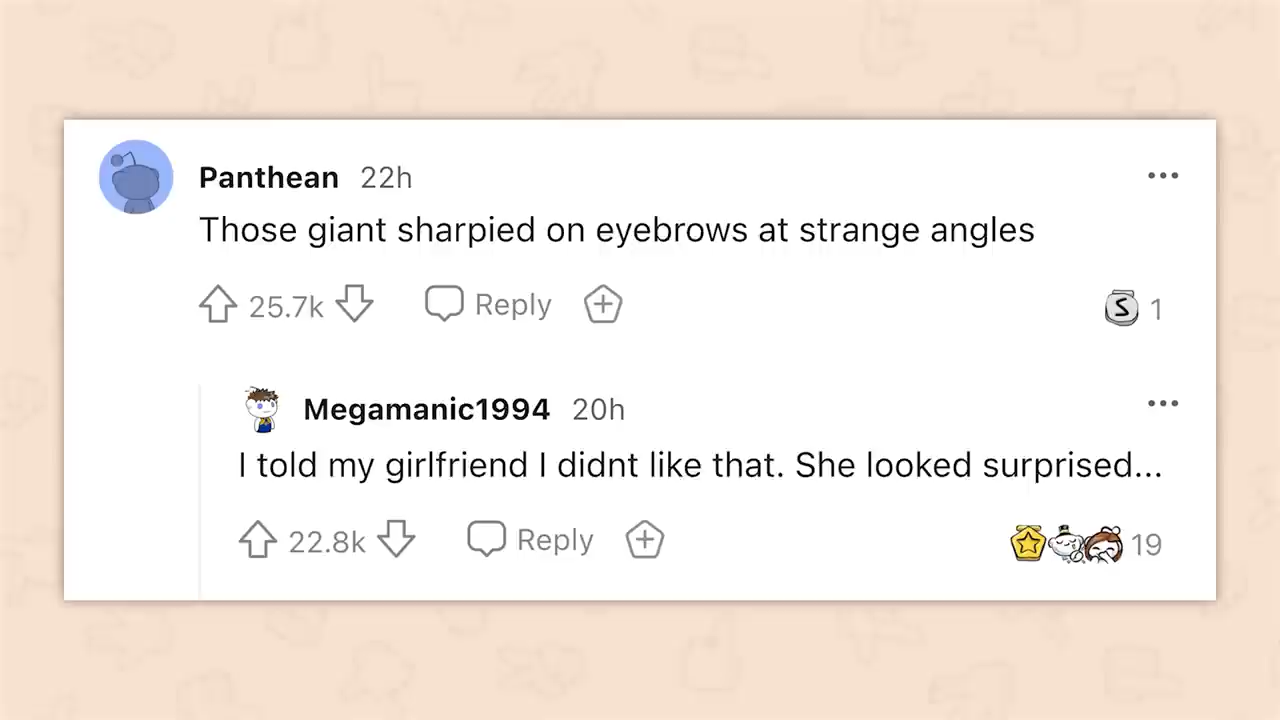 Panthean 22h
Those giant sharpied on eyebrows at strange angles
25.7k Reply S 1
Megamanic1994 20h
I told my girlfriend I didnt like that. She looked surprised...
22.8k Reply 19